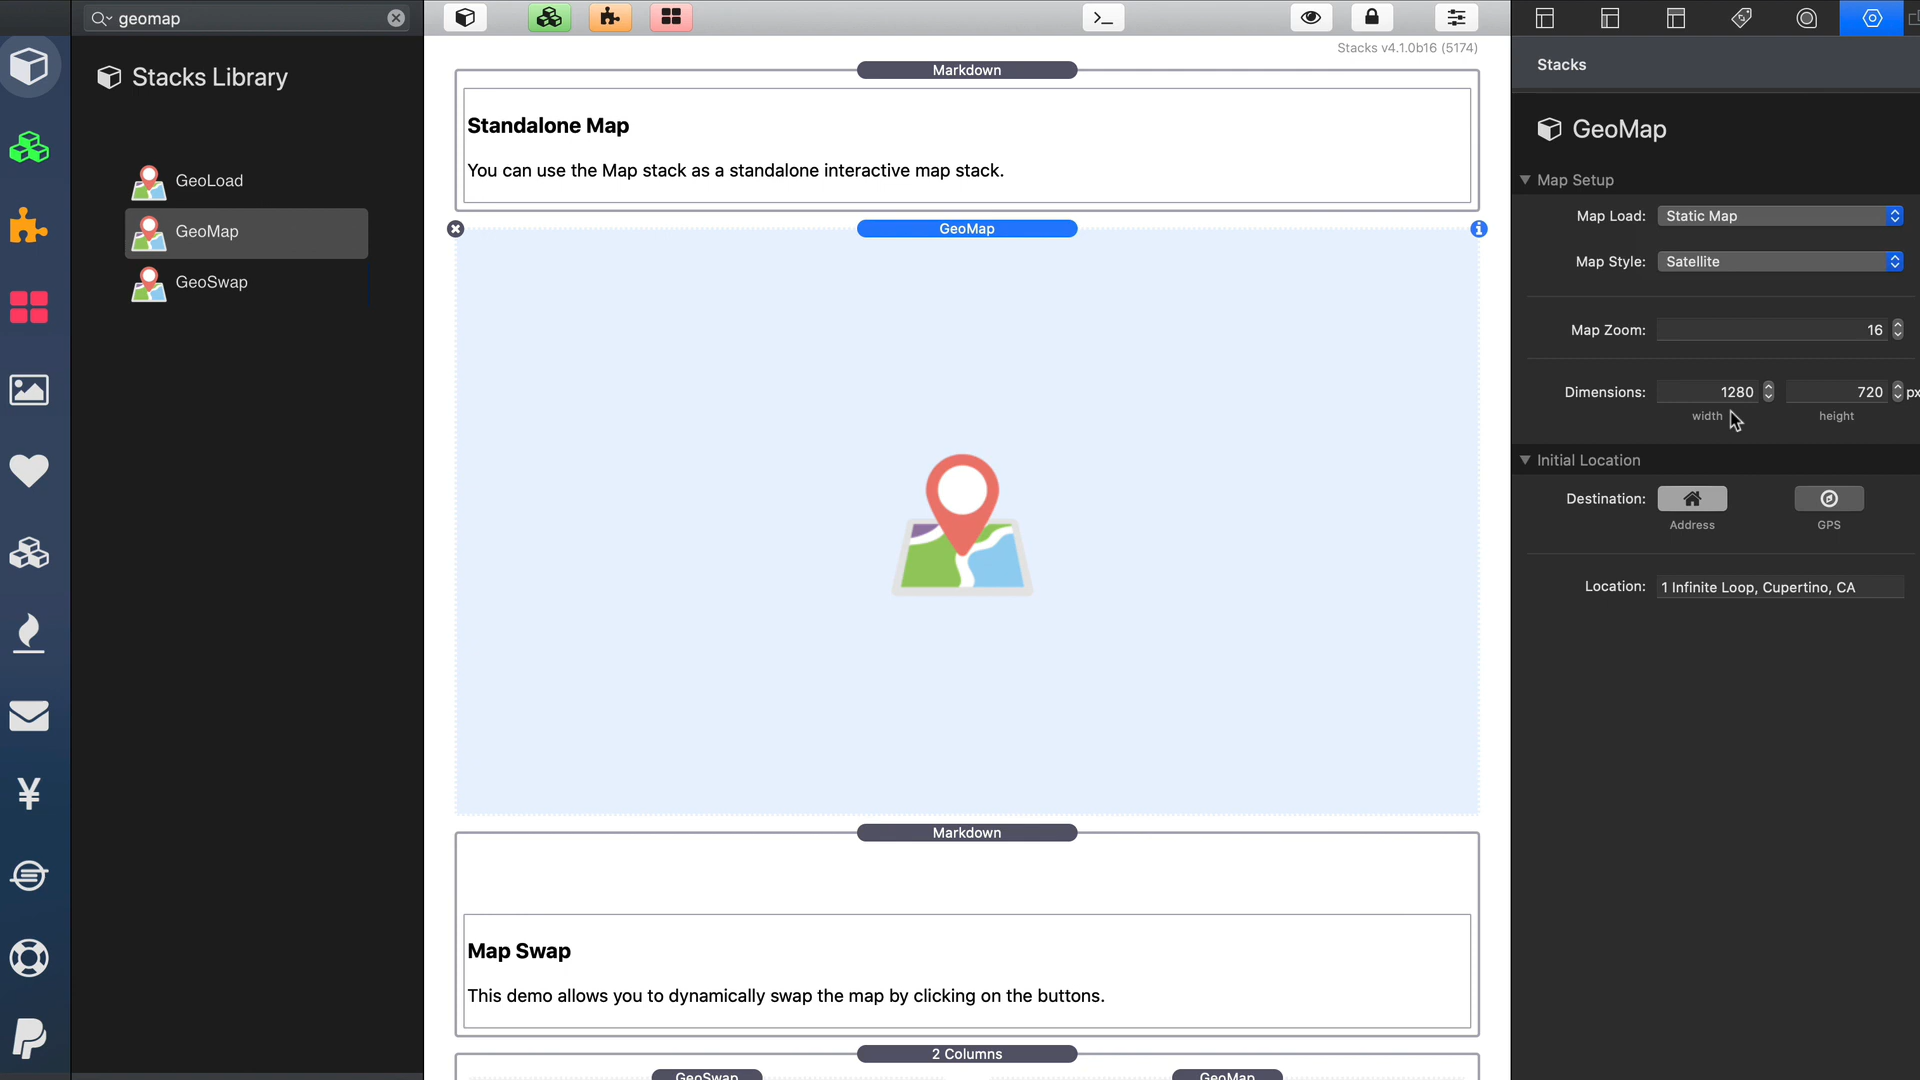 geomap
Stacks Library
GeoLoad
GeoMap
GeoSwap
Stacks v4.1.0b16 (5174)
Markdown
Standalone Map
You can use the Map stack as a standalone interactive map stack.
GeoMap
Markdown
Map Swap
This demo allows you to dynamically swap the map by clicking on the buttons.
2 Columns
GeoSwap
GeoMap
Stacks
GeoMap
Map Setup
Map Load: Static Map
Map Style: Satellite
Map Zoom: 16
Dimensions: 1280 720 px
width height
Initial Location
Destination:
Address GPS
Location: 1 Infinite Loop, Cupertino, CA